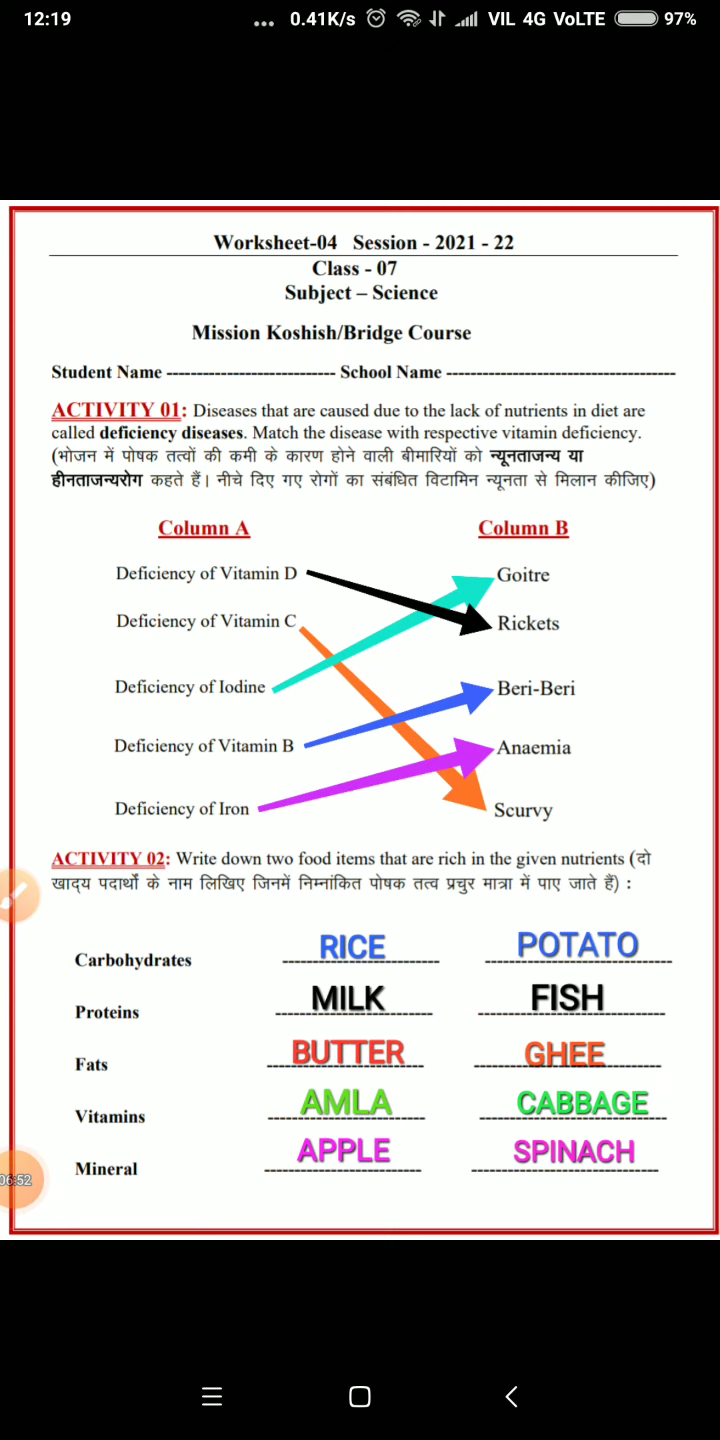 12:19 ... 0.41K/s VIL 4G VoLTE 97%
Worksheet-04 Session - 2021 - 22
Class - 07
Subject – Science
Mission Koshish/Bridge Course
Student Name ---------------------------- School Name --------------------------------------
ACTIVITY 01: Diseases that are caused due to the lack of nutrients in diet are
called deficiency diseases. Match the disease with respective vitamin deficiency.
(भोजन में पोषक तत्वों की कमी के कारण होने वाली बीमारियों को न्यूनताजन्य या
हीनताजन्यरोग कहते हैं। नीचे दिए गए रोगों का संबंधित विटामिन न्यूनता से मिलान कीजिए)
Column A Column B
Deficiency of Vitamin D Goitre
Deficiency of Vitamin C Rickets
Deficiency of Iodine Beri-Beri
Deficiency of Vitamin B Anaemia
Deficiency of Iron Scurvy
ACTIVITY 02: Write down two food items that are rich in the given nutrients (दो
खाद्य पदार्थों के नाम लिखिए जिनमें निम्नांकित पोषक तत्व प्रचुर मात्रा में पाए जाते हैं) :
Carbohydrates RICE POTATO
Proteins MILK FISH
Fats BUTTER GHEE
Vitamins AMLA CABBAGE
Mineral APPLE SPINACH
06:52